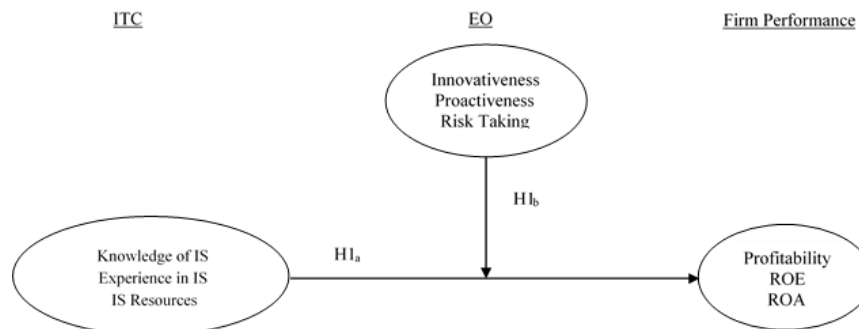 ITC
EO
Firm Performance
Innovativeness
Proactiveness
Risk Taking
H1b
H1a
Knowledge of IS
Experience in IS
IS Resources
Profitability
ROE
ROA